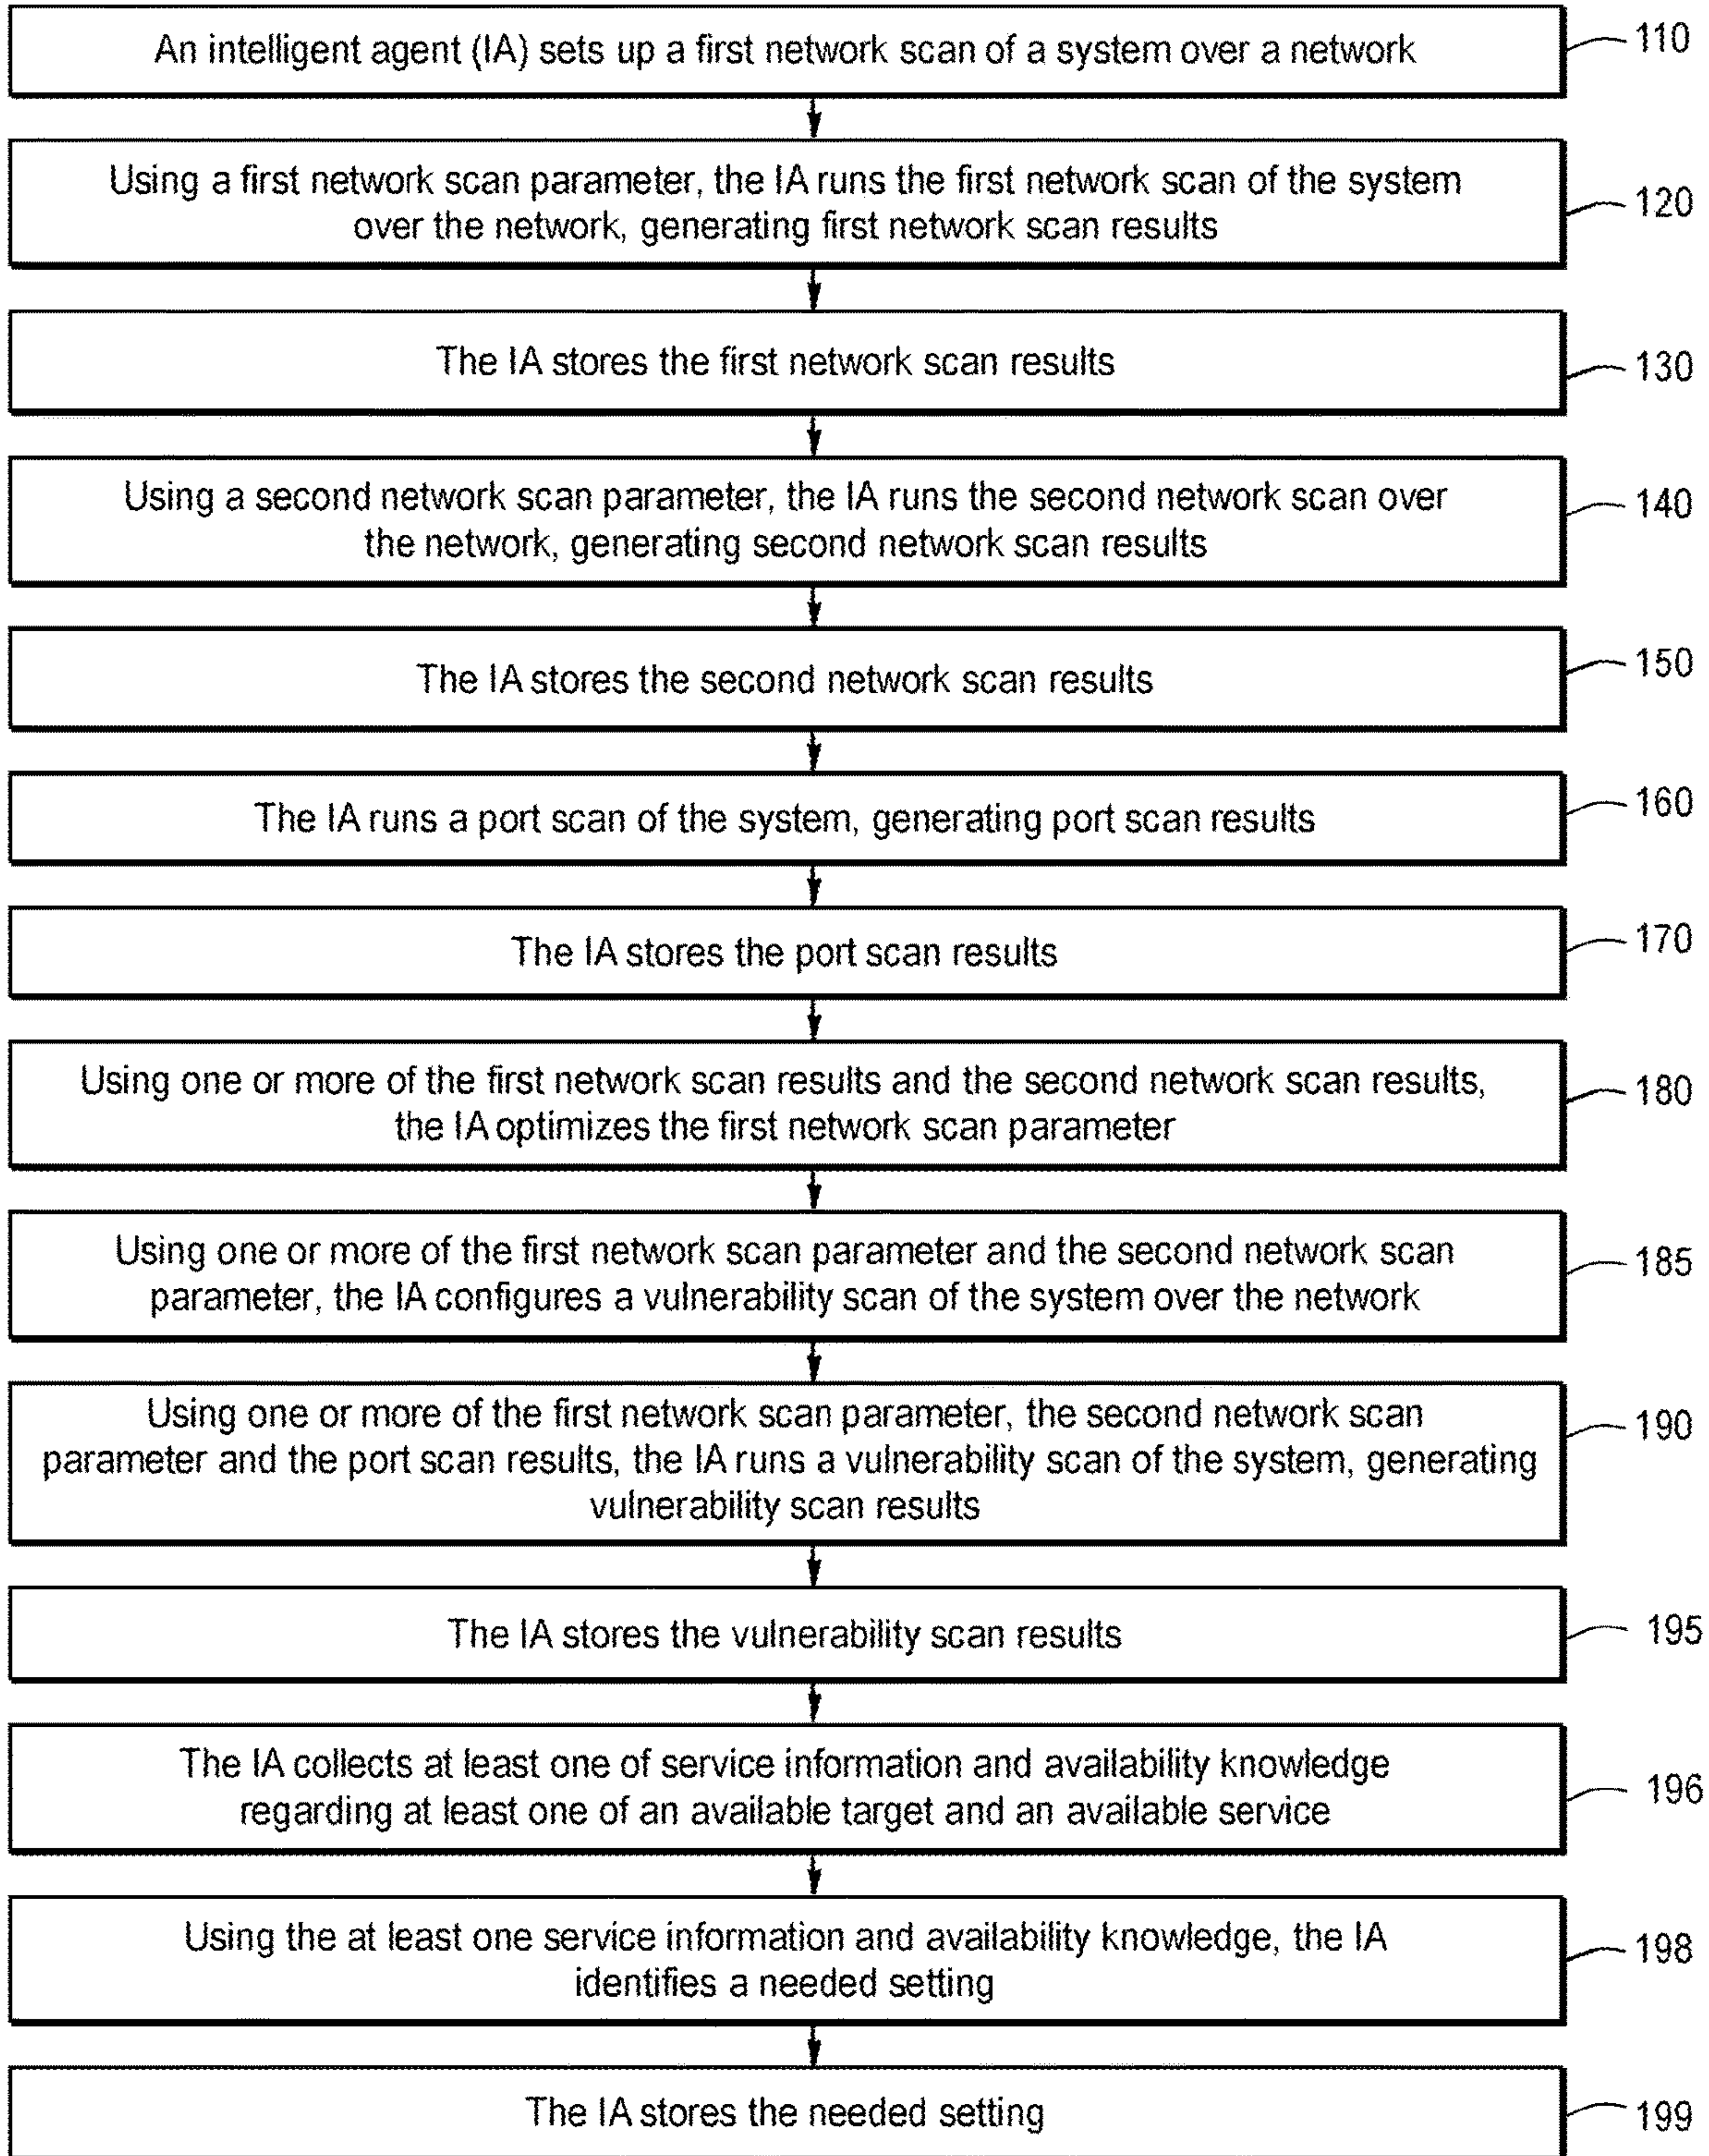 An intelligent agent (IA) sets up a first network scan of a system over a network
110
Using a first network scan parameter, the IA runs the first network scan of the system
over the network, generating first network scan results
120
The IA stores the first network scan results
130
Using a second network scan parameter, the IA runs the second network scan over
the network, generating second network scan results
140
The IA stores the second network scan results
150
The IA runs a port scan of the system, generating port scan results
160
The IA stores the port scan results
170
Using one or more of the first network scan results and the second network scan results,
the IA optimizes the first network scan parameter
180
Using one or more of the first network scan parameter and the second network scan
parameter, the IA configures a vulnerability scan of the system over the network
185
Using one or more of the first network scan parameter, the second network scan
parameter and the port scan results, the IA runs a vulnerability scan of the system, generating
vulnerability scan results
190
The IA stores the vulnerability scan results
195
The IA collects at least one of service information and availability knowledge
regarding at least one of an available target and an available service
196
Using the at least one service information and availability knowledge, the IA
identifies a needed setting
198
The IA stores the needed setting
199